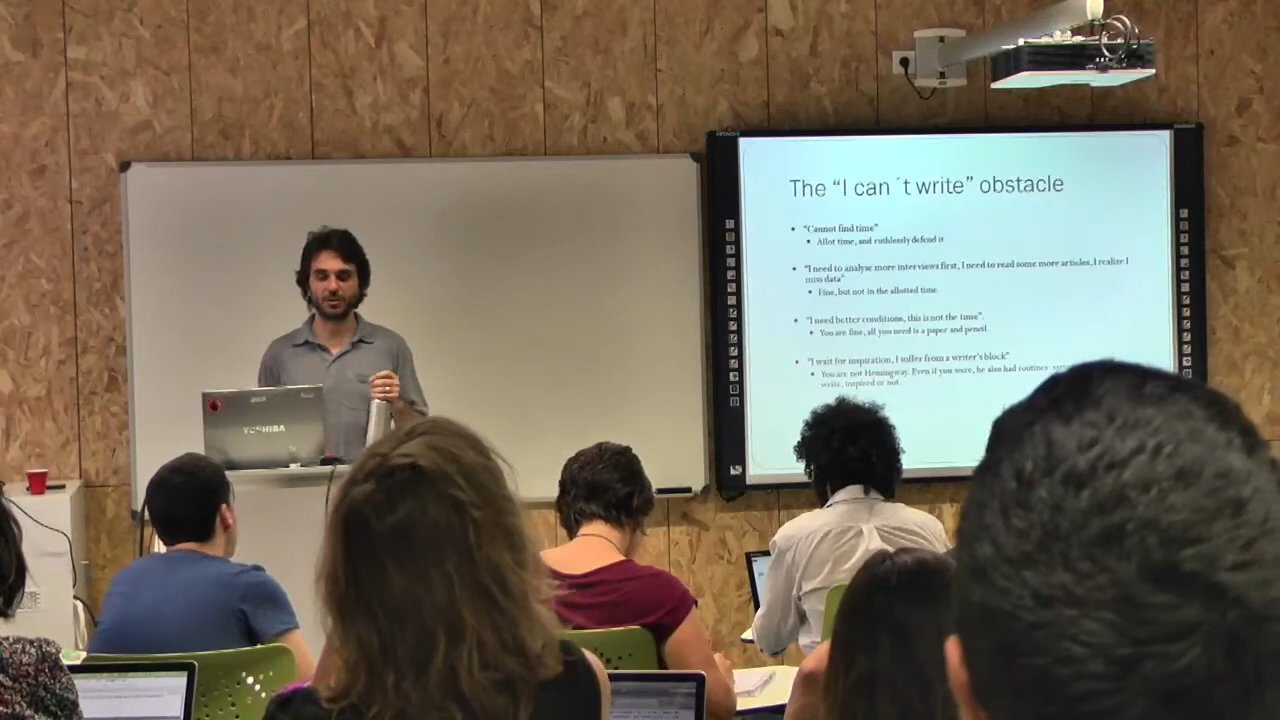 HITACHI
The “I can´t write” obstacle
• “Cannot find time”
• Allot time, and ruthlessly defend it
• “I need to analyse more interviews first, I need to read some more articles, I realize I
miss data”
• Fine, but not in the allotted time.
• “I need better conditions, this is not the time”.
• You are fine, all you need is a paper and pencil.
• “I wait for inspiration, I suffer from a writer’s block”
• You are not Hemingway. Even if you were, he also had routines:
write, inspired or not.
TOSHIBA